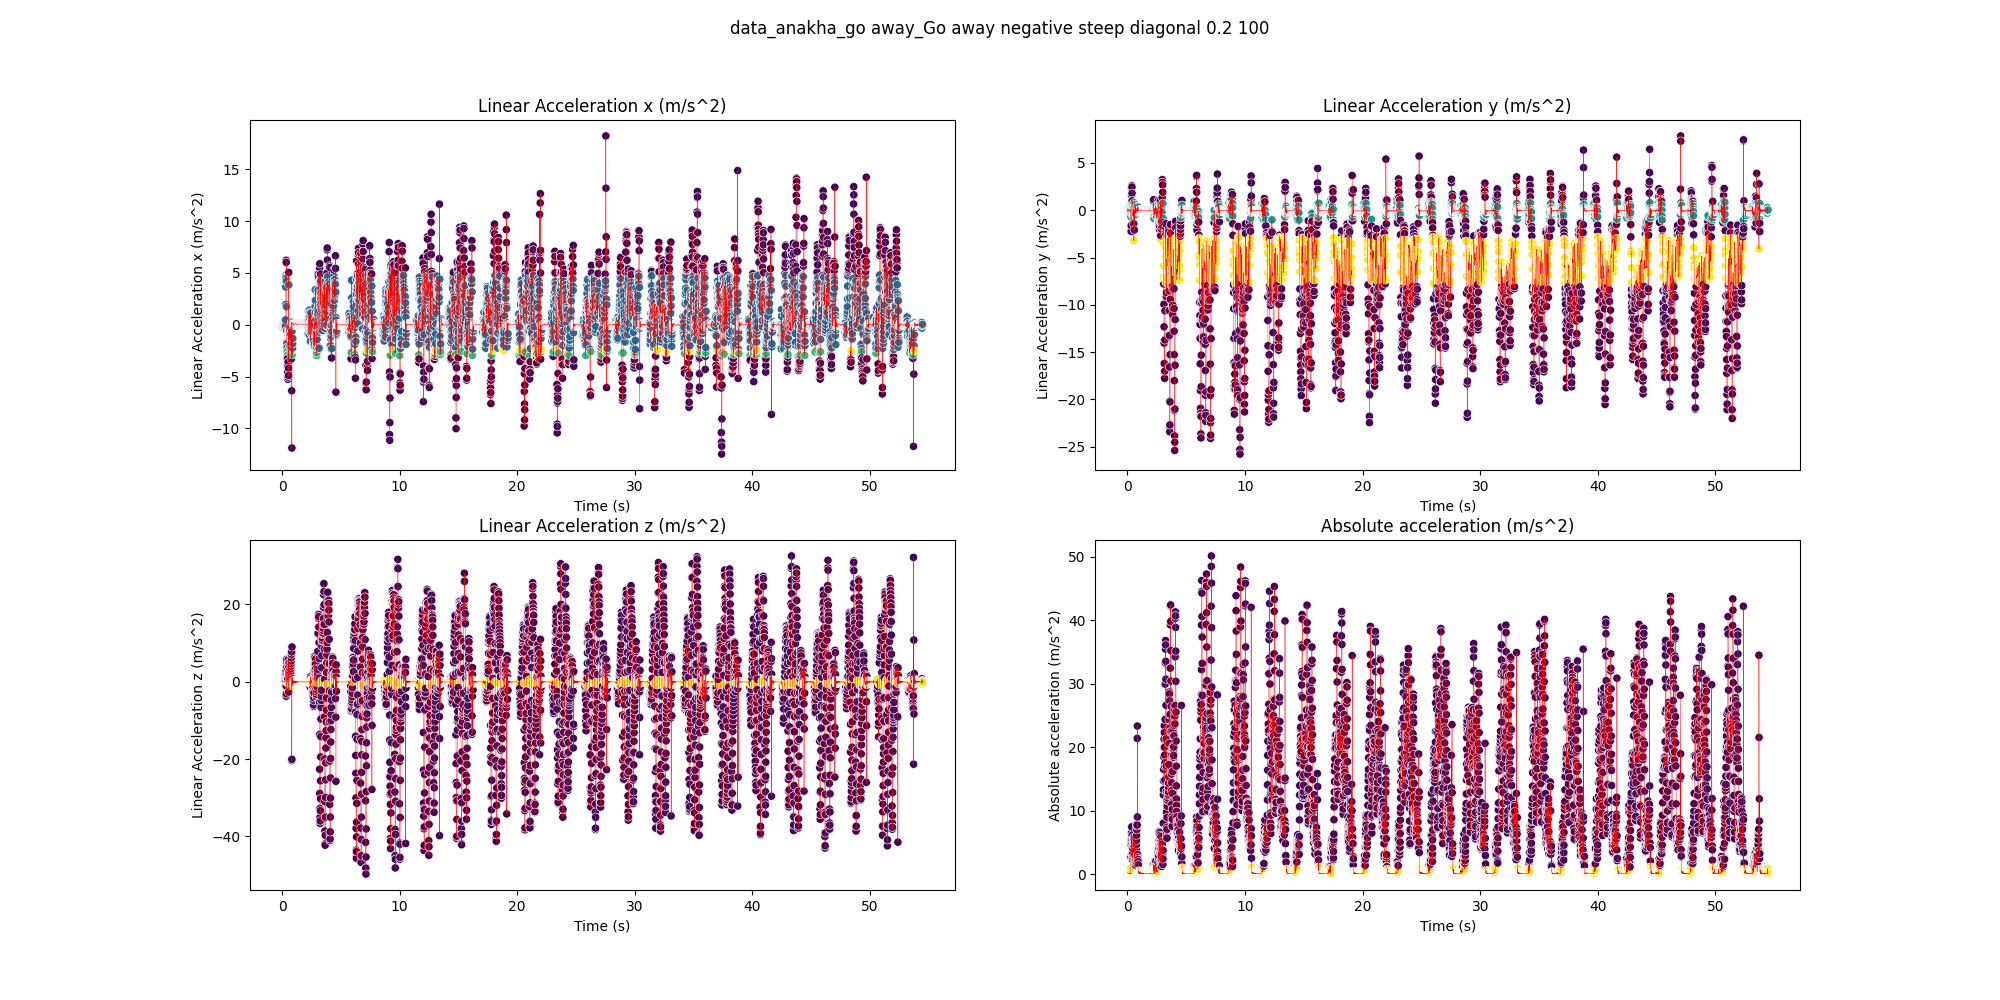 data_anakha_go away_Go away negative steep diagonal 0.2 100
Linear Acceleration x (m/s^2)
Linear Acceleration x (m/s^2)
15
10
5
0
−5
−10
0 10 20 30 40 50
Time (s)
Linear Acceleration y (m/s^2)
Linear Acceleration y (m/s^2)
5
0
−5
−10
−15
−20
−25
0 10 20 30 40 50
Time (s)
Linear Acceleration z (m/s^2)
Linear Acceleration z (m/s^2)
20
0
−20
−40
0 10 20 30 40 50
Time (s)
Absolute acceleration (m/s^2)
Absolute acceleration (m/s^2)
50
40
30
20
10
0
0 10 20 30 40 50
Time (s)